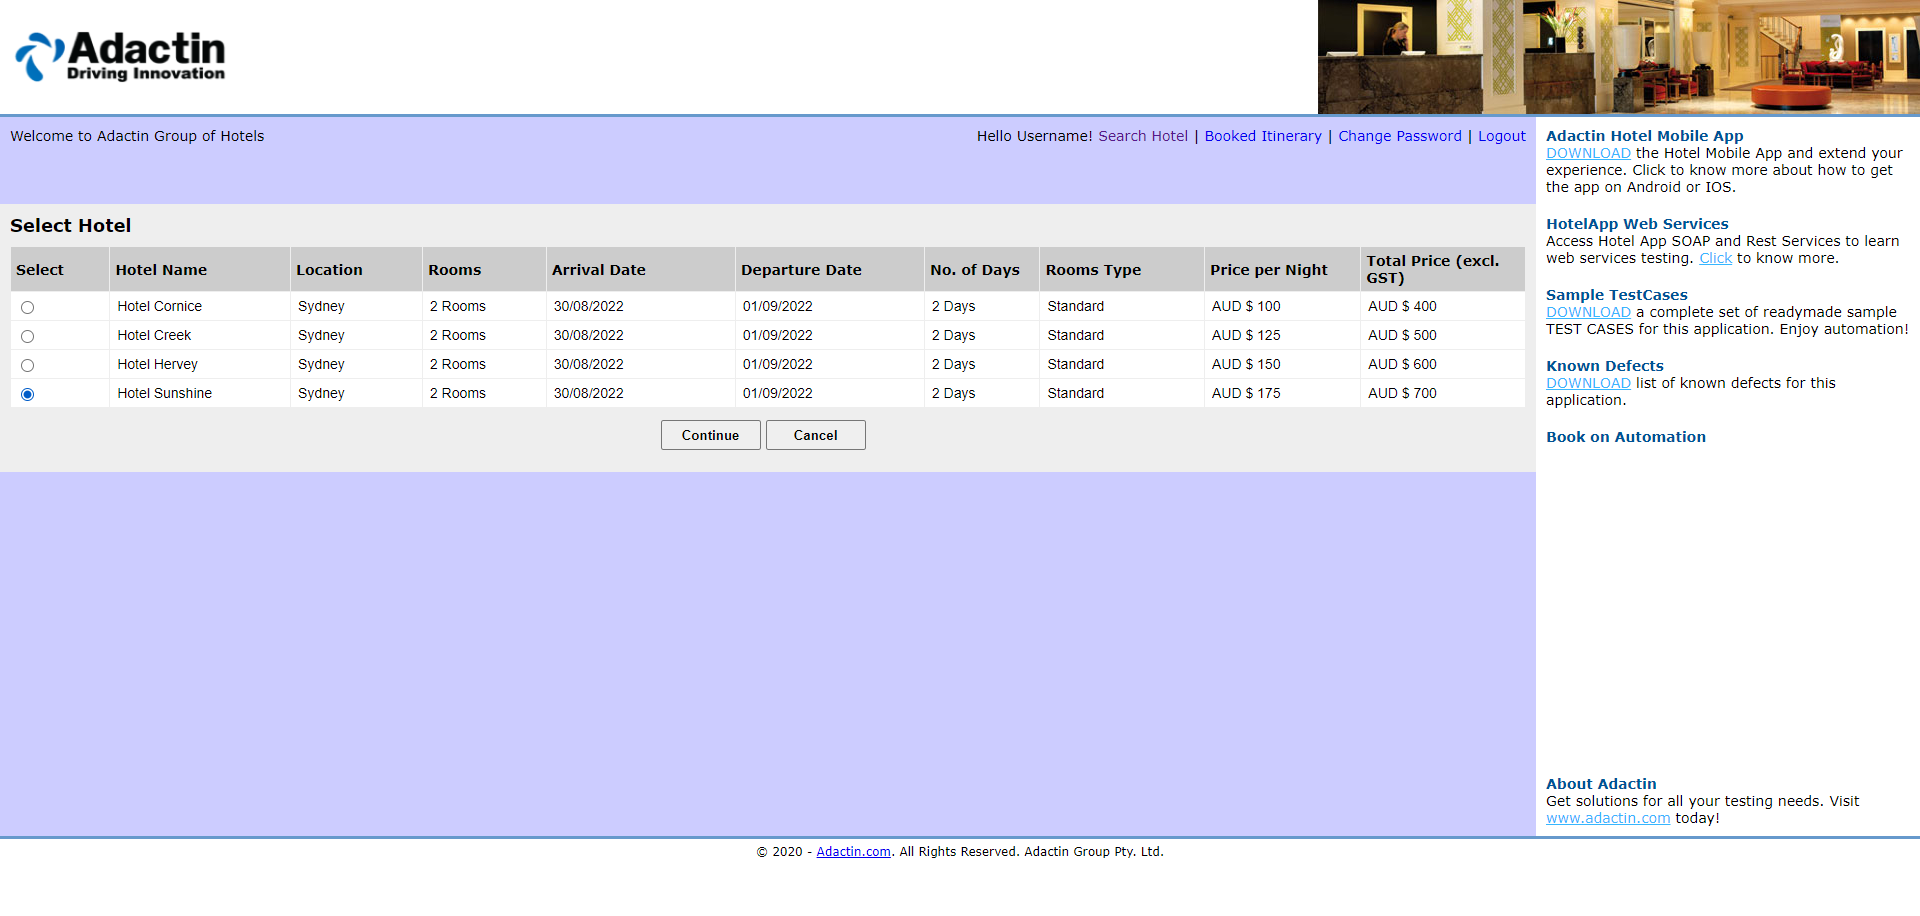 Adactin
Driving Innovation
Welcome to Adactin Group of Hotels
Hello Username! Search Hotel | Booked Itinerary | Change Password | Logout
Select Hotel
Select Hotel Name Location Rooms Arrival Date Departure Date No. of Days Rooms Type Price per Night Total Price (excl. GST)
Hotel Cornice Sydney 2 Rooms 30/08/2022 01/09/2022 2 Days Standard AUD $ 100 AUD $ 400
Hotel Creek Sydney 2 Rooms 30/08/2022 01/09/2022 2 Days Standard AUD $ 125 AUD $ 500
Hotel Hervey Sydney 2 Rooms 30/08/2022 01/09/2022 2 Days Standard AUD $ 150 AUD $ 600
Hotel Sunshine Sydney 2 Rooms 30/08/2022 01/09/2022 2 Days Standard AUD $ 175 AUD $ 700
Continue Cancel
Adactin Hotel Mobile App
DOWNLOAD the Hotel Mobile App and extend your
experience. Click to know more about how to get
the app on Android or IOS.
HotelApp Web Services
Access Hotel App SOAP and Rest Services to learn
web services testing. Click to know more.
Sample TestCases
DOWNLOAD a complete set of readymade sample
TEST CASES for this application. Enjoy automation!
Known Defects
DOWNLOAD list of known defects for this
application.
Book on Automation
About Adactin
Get solutions for all your testing needs. Visit
www.adactin.com today!
© 2020 - Adactin.com. All Rights Reserved. Adactin Group Pty. Ltd.